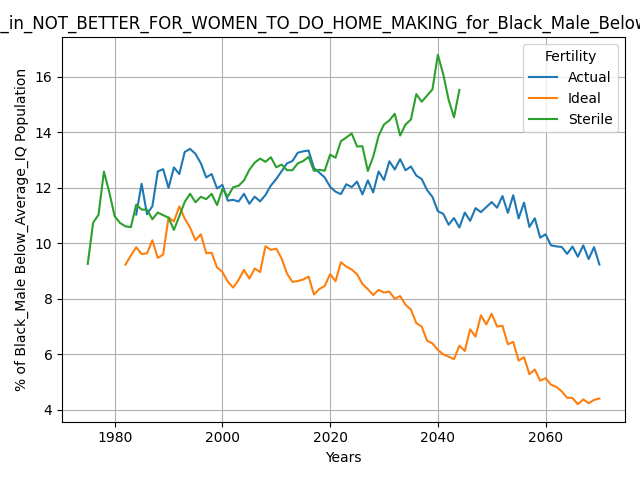 _in_NOT_BETTER_FOR_WOMEN_TO_DO_HOME_MAKING_for_Black_Male_Below
% of Black_Male Below_Average_IQ Population
16
14
12
10
8
6
4
Fertility
Actual
Ideal
Sterile
1980
2000
2020
2040
2060
Years